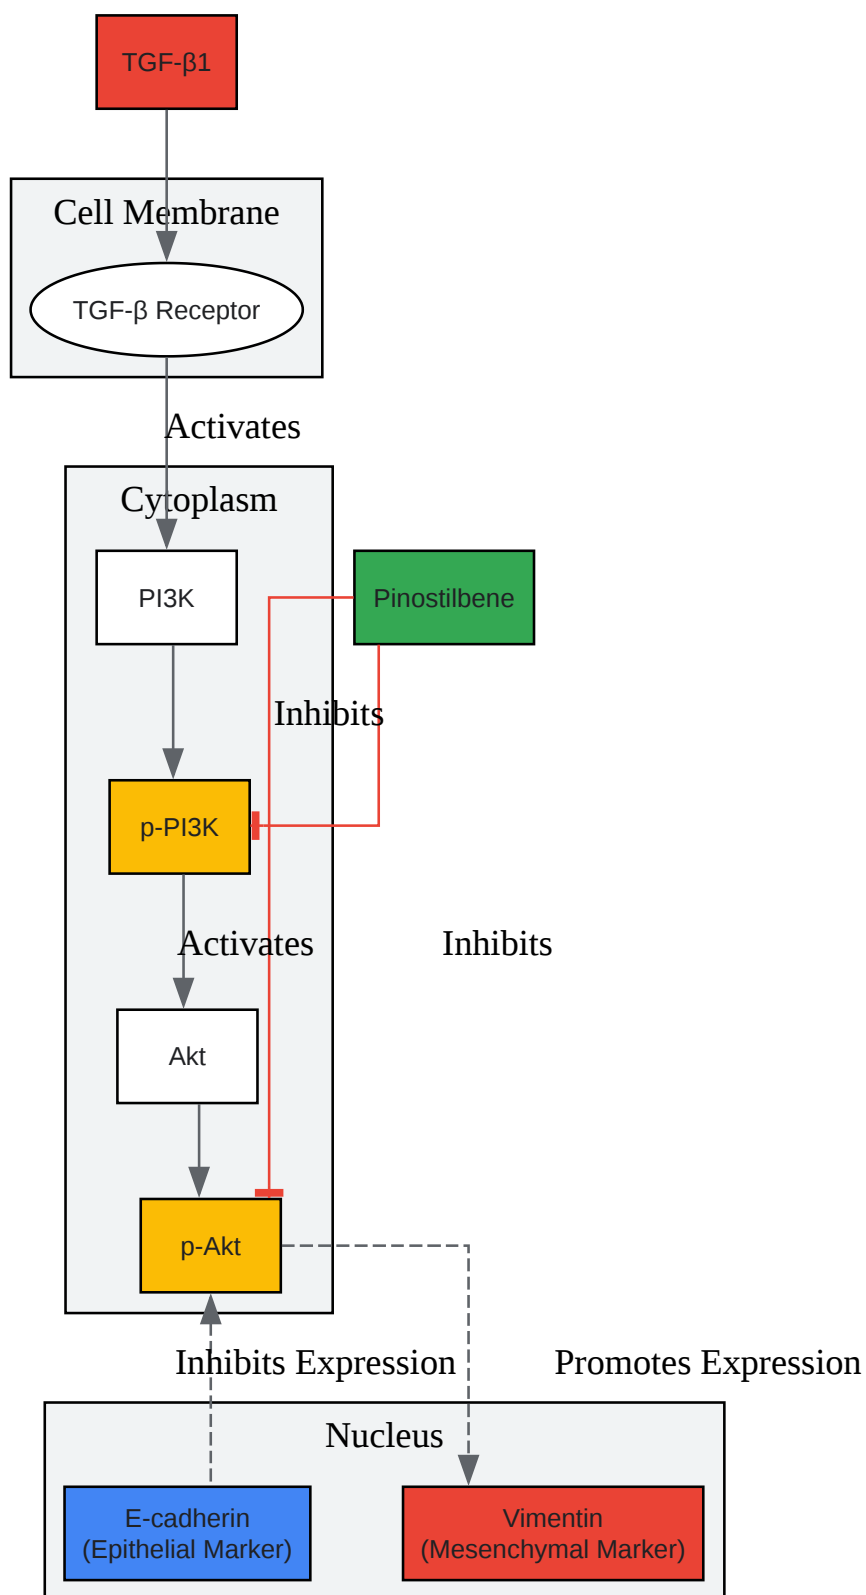 TGF-β1
Cell Membrane
TGF-β Receptor
Activates
Cytoplasm
PI3K
Pinostilbene
Inhibits
p-PI3K
Activates
Inhibits
Akt
p-Akt
Inhibits Expression
Promotes Expression
Nucleus
E-cadherin
(Epithelial Marker)
Vimentin
(Mesenchymal Marker)